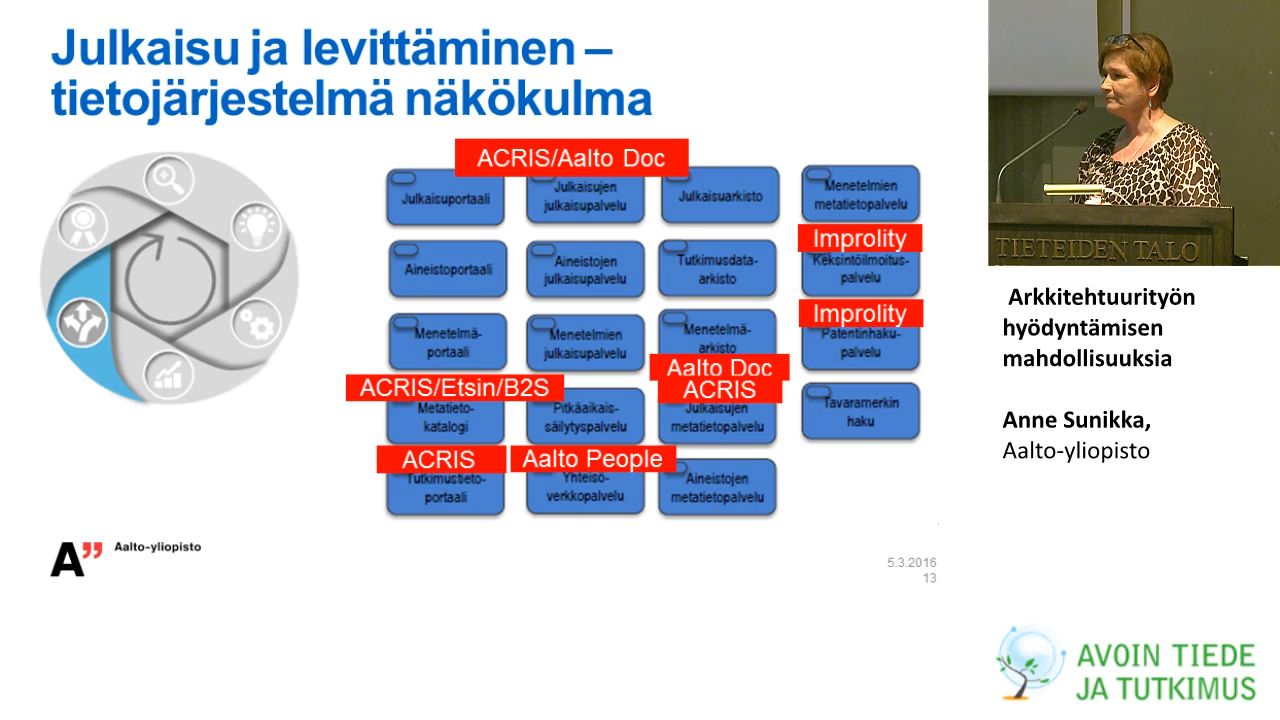 Julkaisu ja levittäminen –
tietojärjestelmä näkökulma
ACRIS/Aalto Doc
Julkaisuportaali
Julkaisujen
julkaisupalvelu
Julkaisuarkisto
Menetelmien
metatietopalvelu
Aineistoportaali
Aineistojen
julkaisupalvelu
Tutkimusdata-
arkisto
Improlity
Keksintöilmoitus-
palvelu
Menetelmä-
portaali
Menetelmien
julkaisupalvelu
Menetelmä-
arkisto
Improlity
Patentinhaku-
palvelu
ACRIS/Etsin/B2S
Metatieto-
katalogi
Pitkäaikais-
säilytyspalvelu
Aalto Doc
ACRIS
Julkaisujen
metatietopalvelu
Tavaramerkin
haku
ACRIS
Tutkimustieto-
portaali
Aalto People
Yhteisö-
verkkopalvelu
Aineistojen
metatietopalvelu
A” Aalto-yliopisto
5.3.2016
13
TIETEIDEN TALO
Arkkitehtuurityön
hyödyntämisen
mahdollisuuksia
Anne Sunikka,
Aalto-yliopisto
AVOIN TIEDE
JA TUTKIMUS